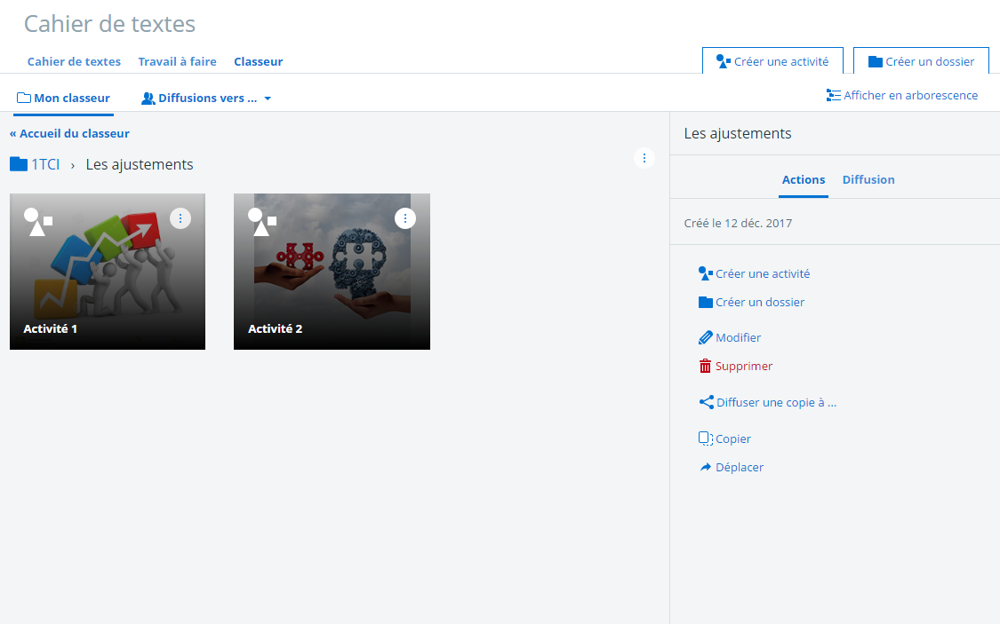 Cahier de textes
Cahier de textes Travail à faire Classeur
Créer une activité Créer un dossier
Mon classeur Diffusions vers ...
Afficher en arborescence
« Accueil du classeur
1TCI › Les ajustements
Activité 1
Activité 2
Les ajustements
Actions Diffusion
Créé le 12 déc. 2017
Créer une activité
Créer un dossier
Modifier
Supprimer
Diffuser une copie à ...
Copier
Déplacer